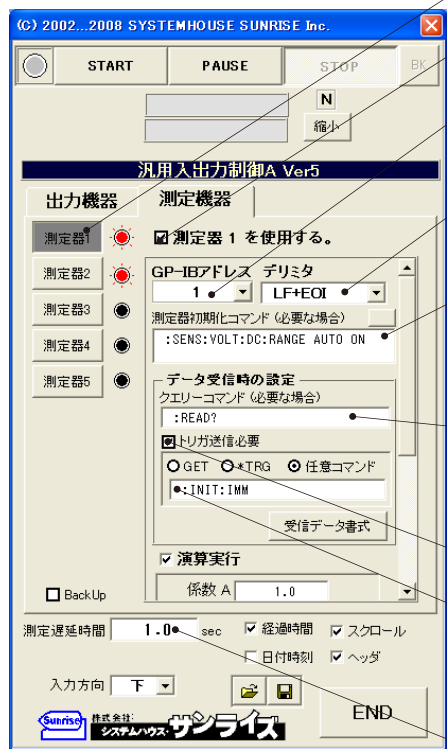 (C) 2002...2008 SYSTEMHOUSE SUNRISE Inc.
START PAUSE STOP BK
N
縮小
汎用入出力制御A Ver5
出力機器 測定機器
測定器1 測定器 1 を使用する。
測定器2 GP-IBアドレス デリミタ
1 LF+EOI
測定器3 測定器初期化コマンド (必要な場合)
測定器4 :SENS:VOLT:DC:RANGE AUTO ON
測定器5 データ受信時の設定
クエリーコマンド (必要な場合)
:READ?
トリガ送信必要
GET *TRG 任意コマンド
:INIT:IMM
受信データ書式
演算実行
BackUp 係数 A 1.0
測定遅延時間 1.0 sec 経過時間 スクロール
日付時刻 ヘッダ
入力方向 下
END
Sunrise 株式会社 システムハウス・サンライズ